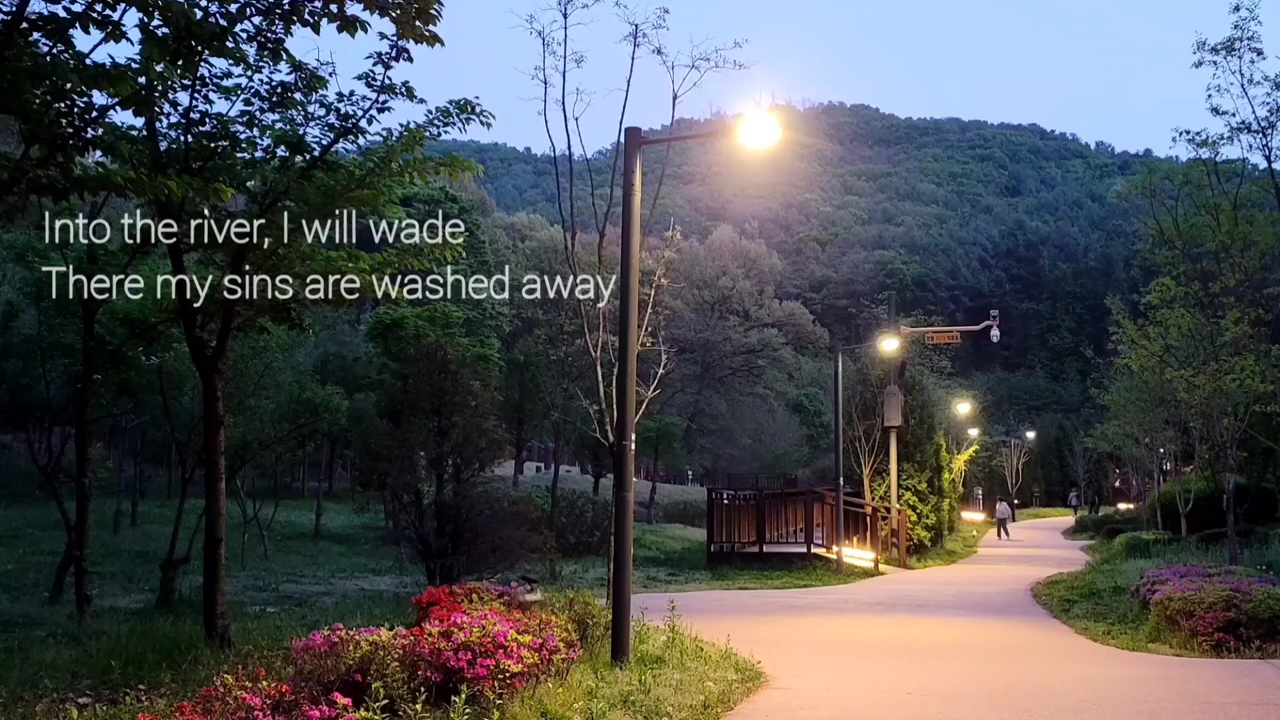 Into the river, I will wade
There my sins are washed away